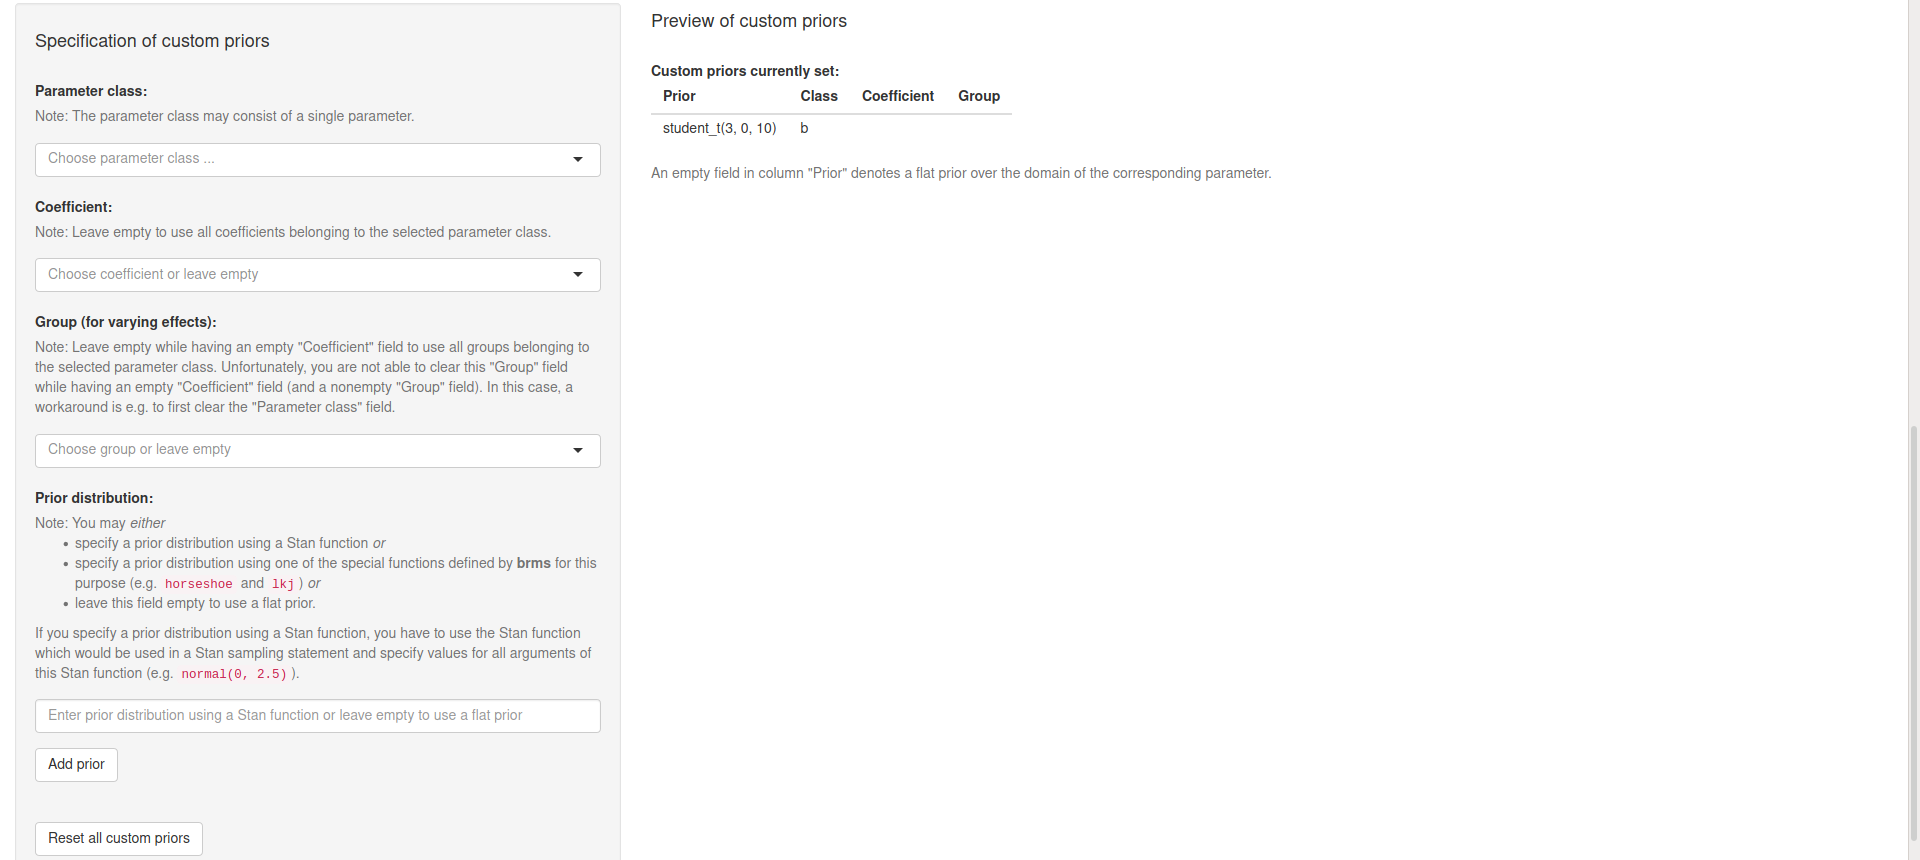 Specification of custom priors
Parameter class:
Note: The parameter class may consist of a single parameter.
Choose parameter class ...
Coefficient:
Note: Leave empty to use all coefficients belonging to the selected parameter class.
Choose coefficient or leave empty
Group (for varying effects):
Note: Leave empty while having an empty "Coefficient" field to use all groups belonging to
the selected parameter class. Unfortunately, you are not able to clear this "Group" field
while having an empty "Coefficient" field (and a nonempty "Group" field). In this case, a
workaround is e.g. to first clear the "Parameter class" field.
Choose group or leave empty
Prior distribution:
Note: You may either
• specify a prior distribution using a Stan function or
• specify a prior distribution using one of the special functions defined by brms for this
purpose (e.g. horseshoe and lkj ) or
• leave this field empty to use a flat prior.
If you specify a prior distribution using a Stan function, you have to use the Stan function
which would be used in a Stan sampling statement and specify values for all arguments of
this Stan function (e.g. normal(0, 2.5) ).
Enter prior distribution using a Stan function or leave empty to use a flat prior
Add prior
Reset all custom priors
Preview of custom priors
Custom priors currently set:
Prior Class Coefficient Group
student_t(3, 0, 10) b
An empty field in column "Prior" denotes a flat prior over the domain of the corresponding parameter.